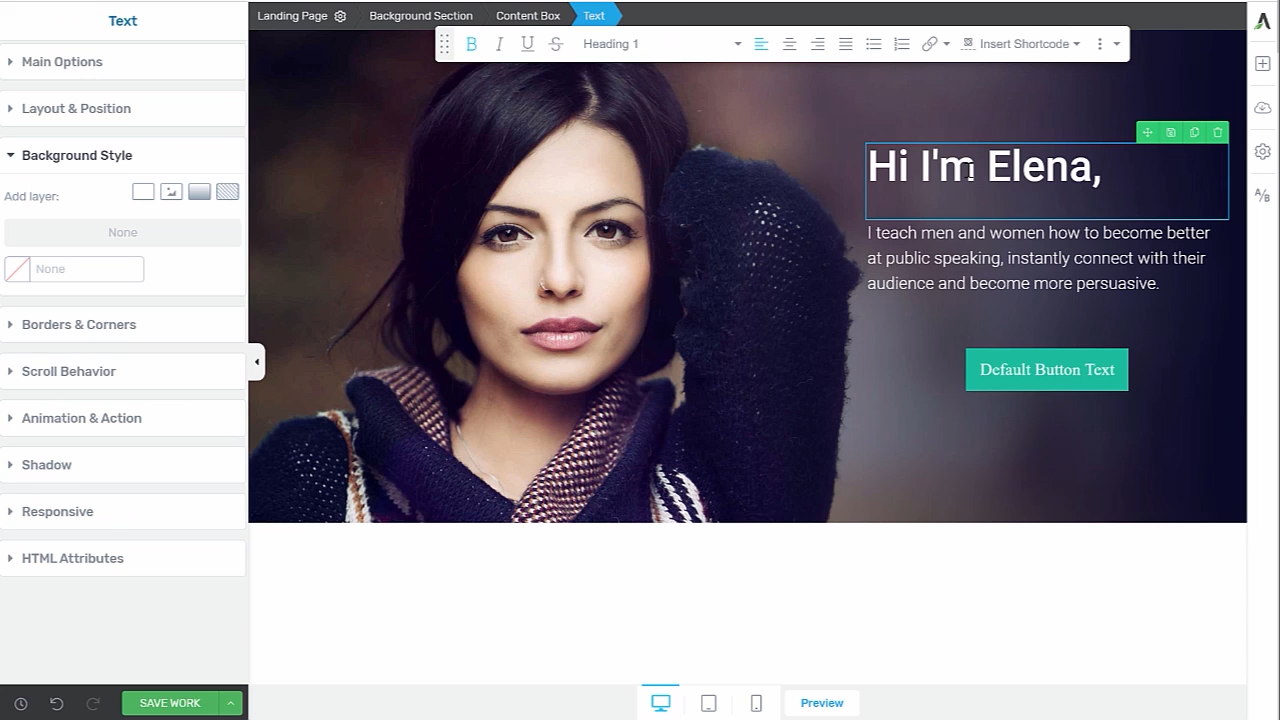 Text
Main Options
Layout & Position
Background Style
Add layer:
None
None
Borders & Corners
Scroll Behavior
Animation & Action
Shadow
Responsive
HTML Attributes
SAVE WORK
Landing Page
Background Section
Content Box
Text
B I U S
Heading 1
Insert Shortcode
Hi I'm Elena,
I teach men and women how to become better
at public speaking, instantly connect with their
audience and become more persuasive.
Default Button Text
Preview
A/B